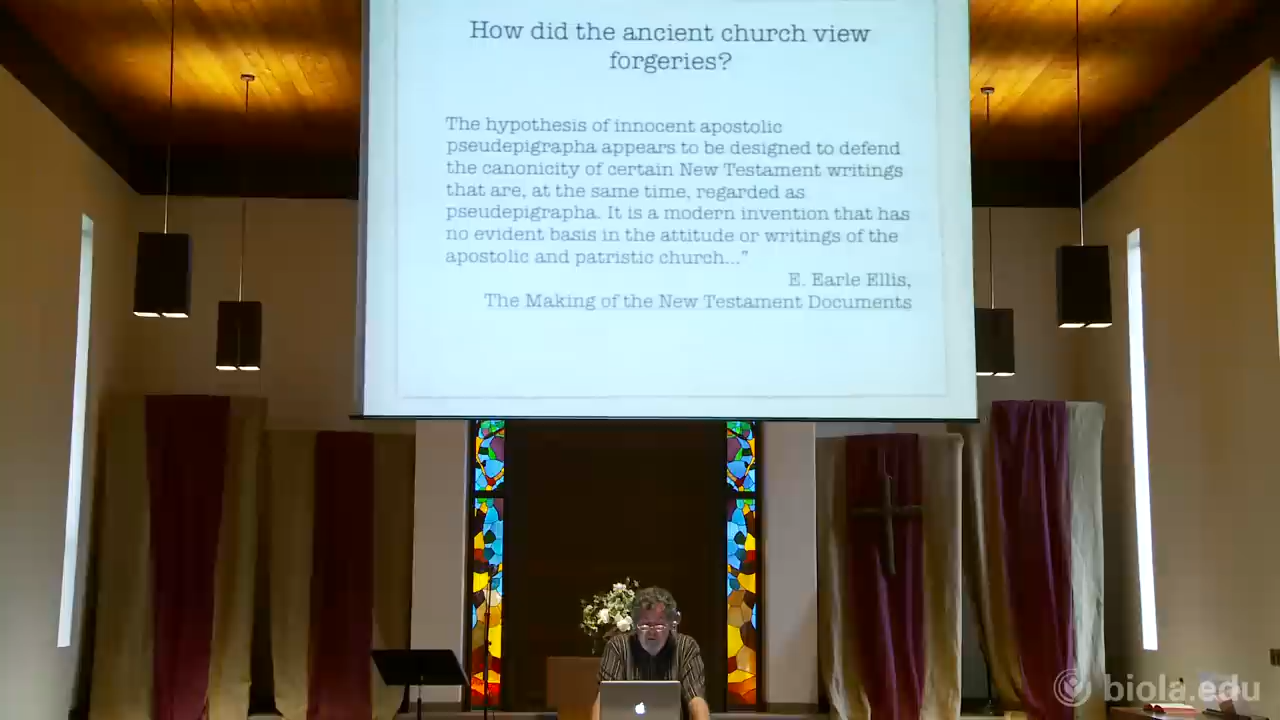 How did the ancient church view
forgeries?
The hypothesis of innocent apostolic
pseudepigrapha appears to be designed to defend
the canonicity of certain New Testament writings
that are, at the same time, regarded as
pseudepigrapha. It is a modern invention that has
no evident basis in the attitude or writings of the
apostolic and patristic church..."
E. Earle Ellis,
The Making of the New Testament Documents
biola.edu